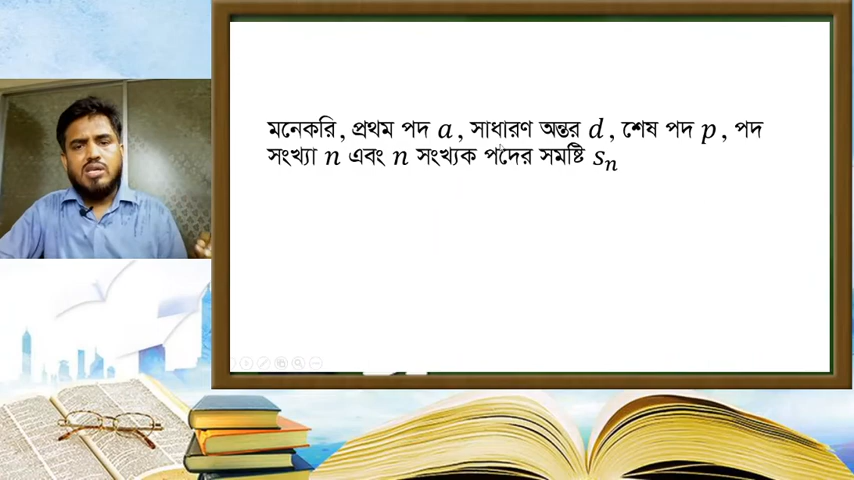 মনেকরি, প্রথম পদ a, সাধারণ অন্তর d, শেষ পদ p, পদ
সংখ্যা n এবং n সংখ্যক পদের সমষ্টি sₙ